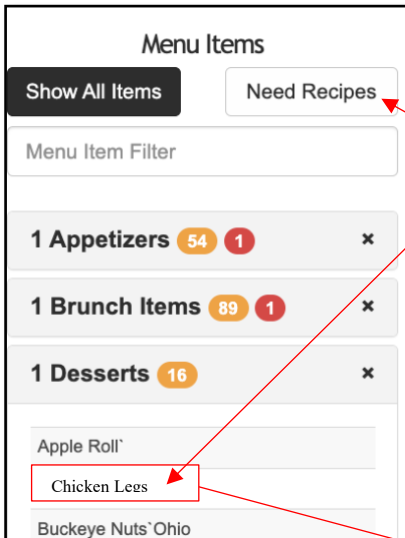 Menu Items
Show All Items Need Recipes
Menu Item Filter
1 Appetizers 54 1 ×
1 Brunch Items 89 1 ×
1 Desserts 16 ×
Apple Roll`
Chicken Legs
Buckeye Nuts`Ohio